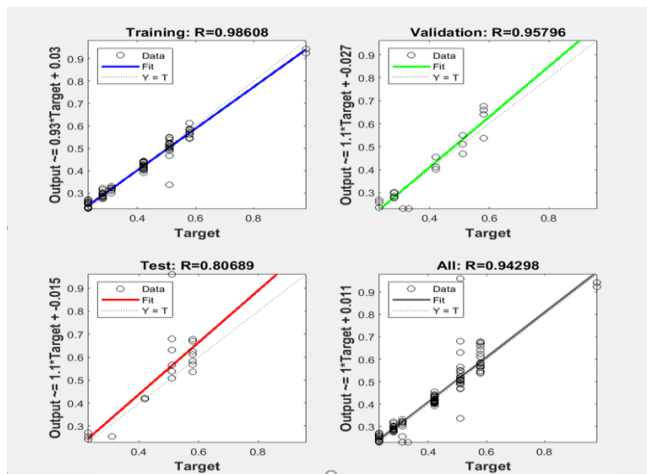 Training: R=0.98608
Output ~= 0.93*Target + 0.03
0.9
0.8
0.7
0.6
0.5
0.4
0.3
Data
Fit
Y = T
0.4
0.6
0.8
Target
Validation: R=0.95796
Output ~= 1.1*Target + -0.027
0.9
0.8
0.7
0.6
0.5
0.4
0.3
Data
Fit
Y = T
0.4
0.6
0.8
Target
Test: R=0.80689
Output ~= 1.1*Target + -0.015
0.9
0.8
0.7
0.6
0.5
0.4
0.3
Data
Fit
Y = T
0.4
0.6
0.8
Target
All: R=0.94298
Output ~= 1*Target + 0.011
0.9
0.8
0.7
0.6
0.5
0.4
0.3
Data
Fit
Y = T
0.4
0.6
0.8
Target